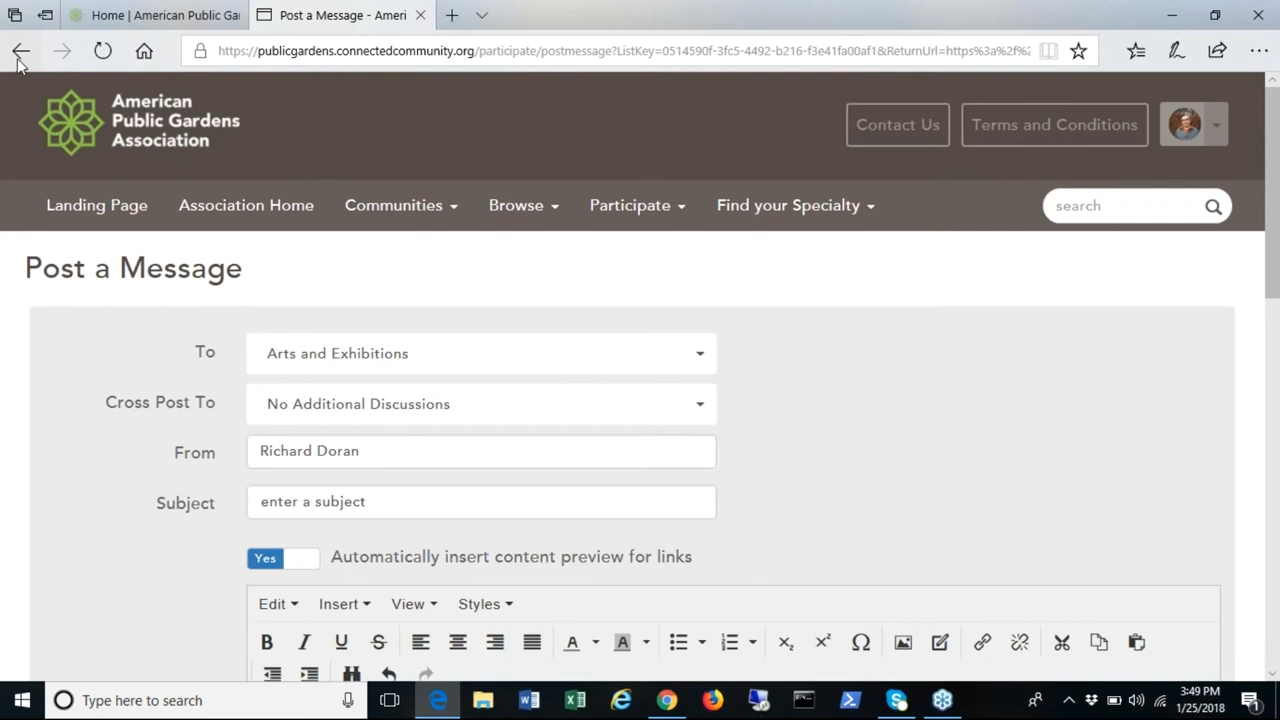 Home | American Public Ga
Post a Message - Ameri
https://publicgardens.connectedcommunity.org/participate/postmessage?ListKey=0514590f-3fc5-4492-b216-f3e41fa00af1&ReturnUrl=https%3a%2f%2
American
Public Gardens
Association
Contact Us
Terms and Conditions
Landing Page
Association Home
Communities
Browse
Participate
Find your Specialty
search
Post a Message
To
Arts and Exhibitions
Cross Post To
No Additional Discussions
From
Richard Doran
Subject
enter a subject
Yes
Automatically insert content preview for links
Edit
Insert
View
Styles
Type here to search
3:49 PM
1/25/2018